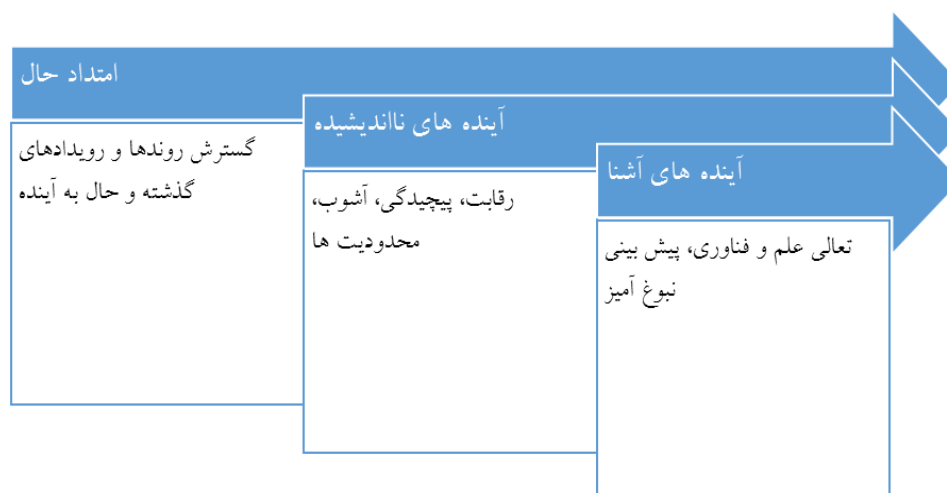 امتداد حال
گسترش روندها و رویدادهای
گذشته و حال به آینده
آینده های نااندیشیده
رقابت، پیچیدگی، آشوب،
محدودیت ها
آینده های آشنا
تعالی علم و فناوری، پیش بینی
نبوغ آمیز